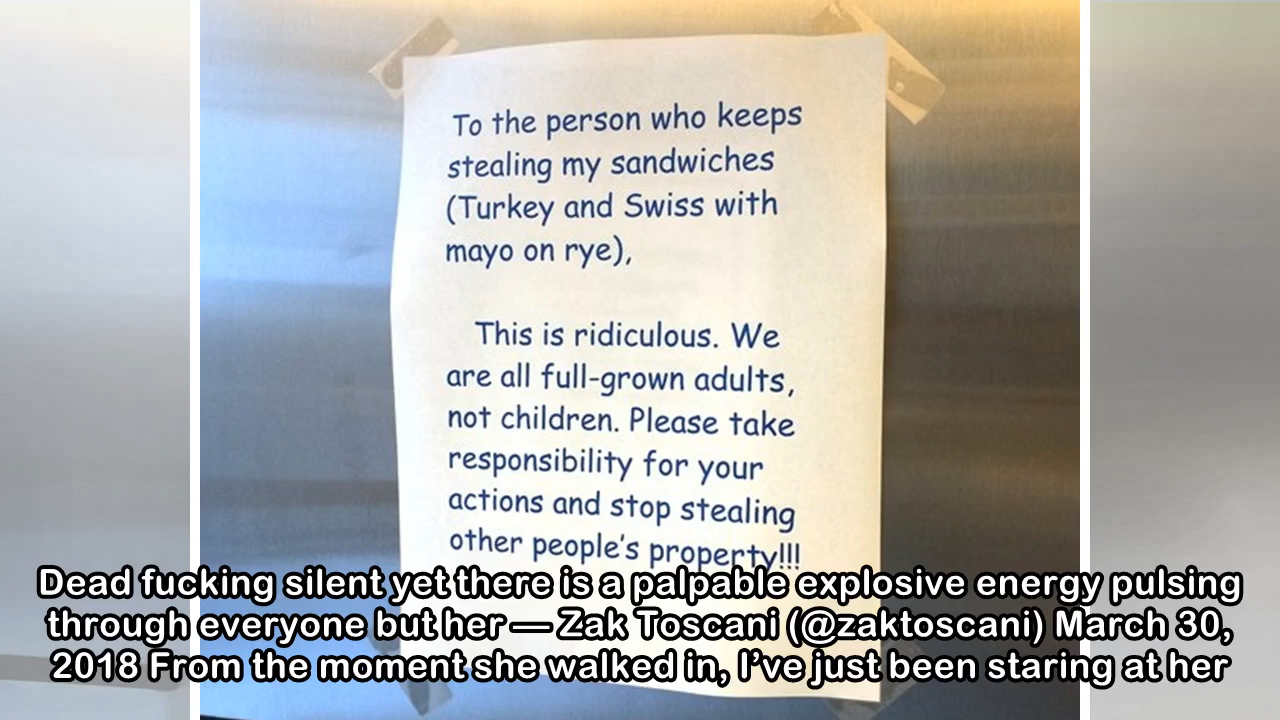 To the person who keeps
stealing my sandwiches
(Turkey and Swiss with
mayo on rye),
This is ridiculous. We
are all full-grown adults,
not children. Please take
responsibility for your
actions and stop stealing
other people's property!!!
Dead fucking silent yet there is a palpable explosive energy pulsing
through everyone but her — Zak Toscani (@zaktoscani) March 30,
2018 From the moment she walked in, I’ve just been staring at her